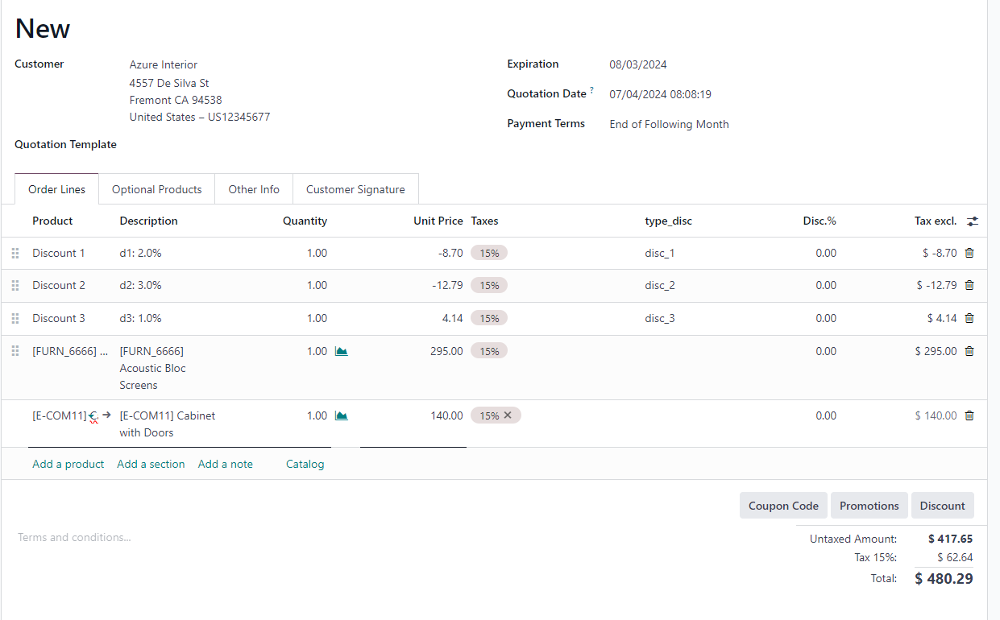 New
Customer
Azure Interior
4557 De Silva St
Fremont CA 94538
United States – US12345677
Expiration 08/03/2024
Quotation Date ? 07/04/2024 08:08:19
Payment Terms End of Following Month
Quotation Template
Order Lines Optional Products Other Info Customer Signature
Product Description Quantity Unit Price Taxes type_disc Disc.% Tax excl.
Discount 1 d1: 2.0% 1.00 -8.70 15% disc_1 0.00 $ -8.70
Discount 2 d2: 3.0% 1.00 -12.79 15% disc_2 0.00 $ -12.79
Discount 3 d3: 1.0% 1.00 4.14 15% disc_3 0.00 $ 4.14
[FURN_6666] ... [FURN_6666] 1.00 295.00 15% 0.00 $ 295.00
Acoustic Bloc
Screens
[E-COM11] [E-COM11] Cabinet 1.00 140.00 15% 0.00 $ 140.00
with Doors
Add a product Add a section Add a note Catalog
Coupon Code Promotions Discount
Terms and conditions...
Untaxed Amount: $ 417.65
Tax 15%: $ 62.64
Total: $ 480.29